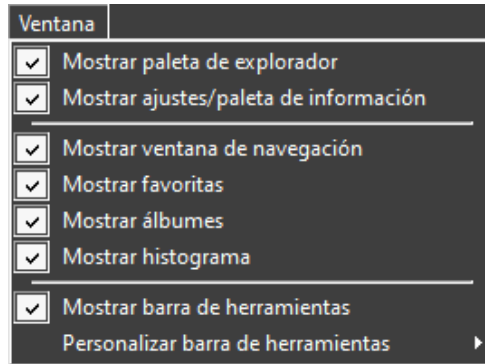 Ventana
Mostrar paleta de explorador
Mostrar ajustes/paleta de información
Mostrar ventana de navegación
Mostrar favoritas
Mostrar álbumes
Mostrar histograma
Mostrar barra de herramientas
Personalizar barra de herramientas